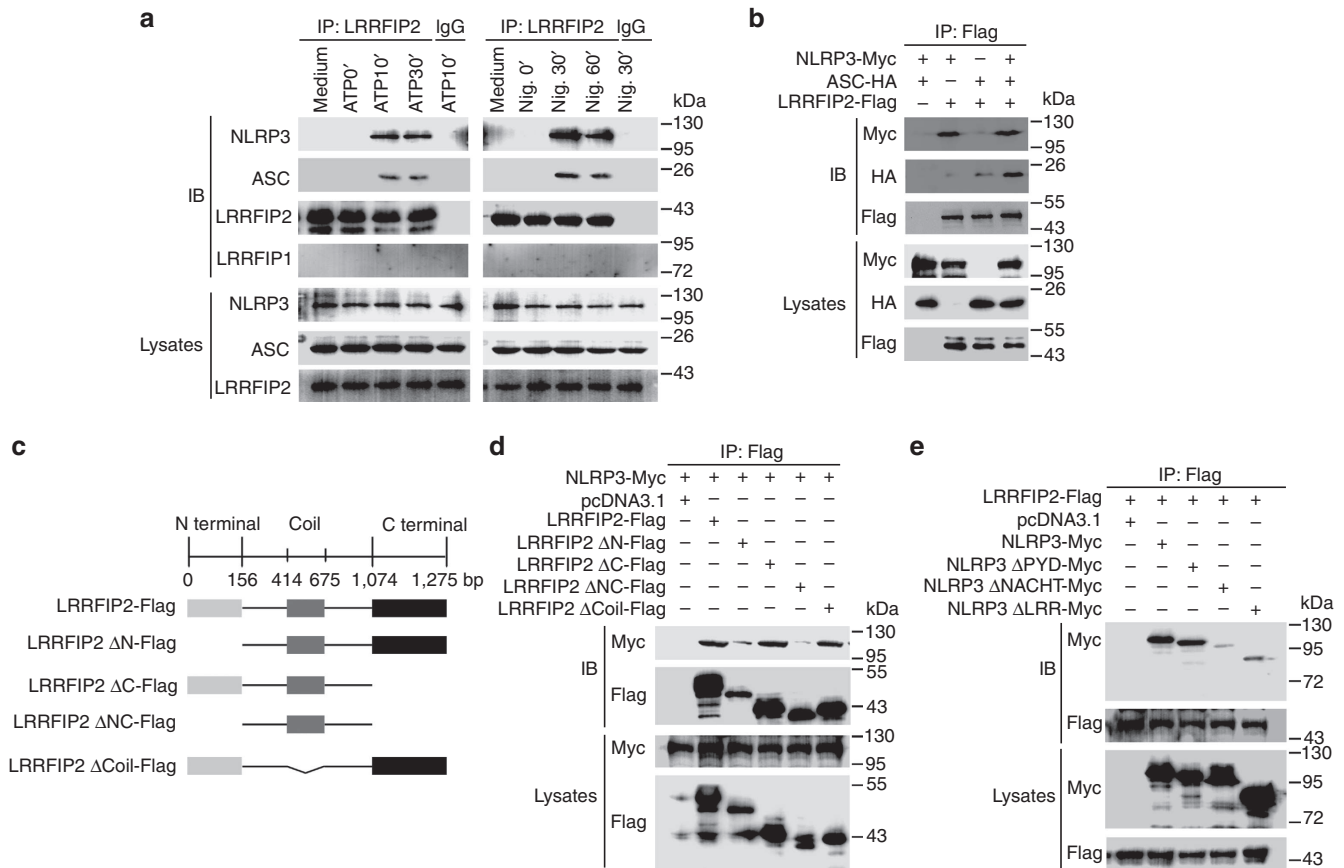 a
IP: LRRFIP2 IgG IP: LRRFIP2 IgG
Medium ATP0′ ATP10′ ATP30′ ATP10′ Medium Nig. 0′ Nig. 30′ Nig. 60′ Nig. 30′ kDa
IB
NLRP3 130 95
ASC 26
LRRFIP2 43
LRRFIP1 95 72
Lysates
NLRP3 130 95
ASC 26
LRRFIP2 43
b
IP: Flag
NLRP3-Myc + + − +
ASC-HA + − + +
LRRFIP2-Flag − + + + kDa
IB
Myc 130 95
HA 26
Flag 55 43
Lysates
Myc 130 95
HA 26
Flag 55 43
c
N terminal Coil C terminal
0 156 414 675 1,074 1,275 bp
LRRFIP2-Flag
LRRFIP2 ΔN-Flag
LRRFIP2 ΔC-Flag
LRRFIP2 ΔNC-Flag
LRRFIP2 ΔCoil-Flag
d
IP: Flag
NLRP3-Myc + + + + + +
pcDNA3.1 + − − − − −
LRRFIP2-Flag − + − − − −
LRRFIP2 ΔN-Flag − − + − − −
LRRFIP2 ΔC-Flag − − − + − −
LRRFIP2 ΔNC-Flag − − − − + −
LRRFIP2 ΔCoil-Flag − − − − − + kDa
IB
Myc 130 95
Flag 55 43
Lysates
Myc 130 95
Flag 55 43
e
IP: Flag
LRRFIP2-Flag + + + + +
pcDNA3.1 + − − − −
NLRP3-Myc − + − − −
NLRP3 ΔPYD-Myc − − + − −
NLRP3 ΔNACHT-Myc − − − + −
NLRP3 ΔLRR-Myc − − − − + kDa
IB
Myc 130 95 72
Flag 43
Lysates
Myc 130 95 72
Flag 43